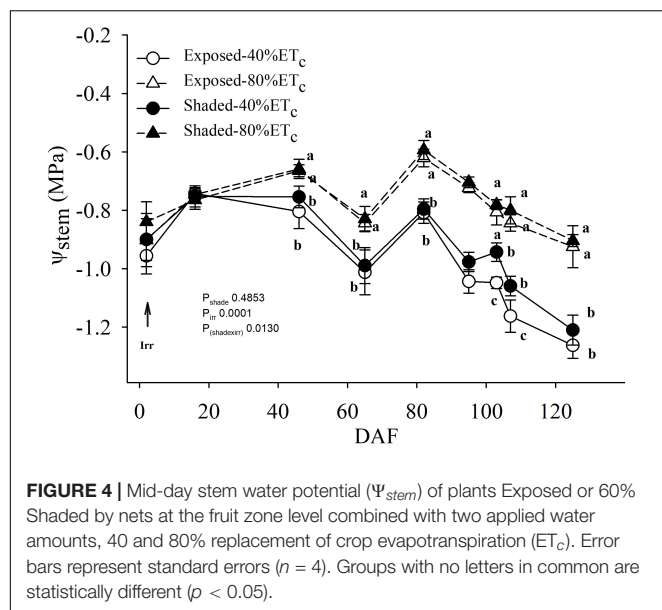 -0.2
-0.4
-0.6
-0.8
-1.0
-1.2
Ψstem (MPa)
Exposed-40%ETc
Exposed-80%ETc
Shaded-40%ETc
Shaded-80%ETc
a
a
a
a
a
a
a
a
a
a
a
b
b
b
b
b
b
b
b
c
b
c
b
b
Pshade 0.4853
Pirr 0.0001
P(shadexirr) 0.0130
Irr
0 20 40 60 80 100 120
DAF
FIGURE 4 | Mid-day stem water potential (Ψstem) of plants Exposed or 60%
Shaded by nets at the fruit zone level combined with two applied water
amounts, 40 and 80% replacement of crop evapotranspiration (ETc). Error
bars represent standard errors (n = 4). Groups with no letters in common are
statistically different (p < 0.05).